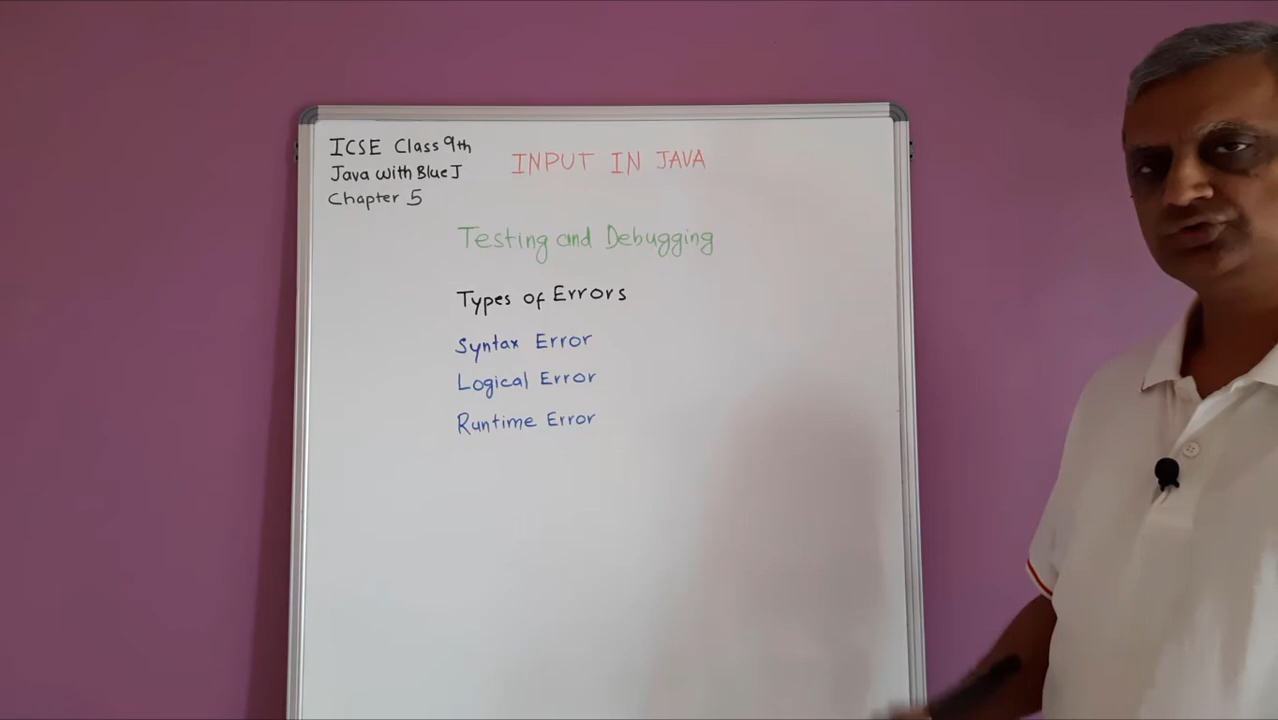 ICSE Class 9th
Java with BlueJ
Chapter 5
INPUT IN JAVA
Testing and Debugging
Types of Errors
Syntax Error
Logical Error
Runtime Error